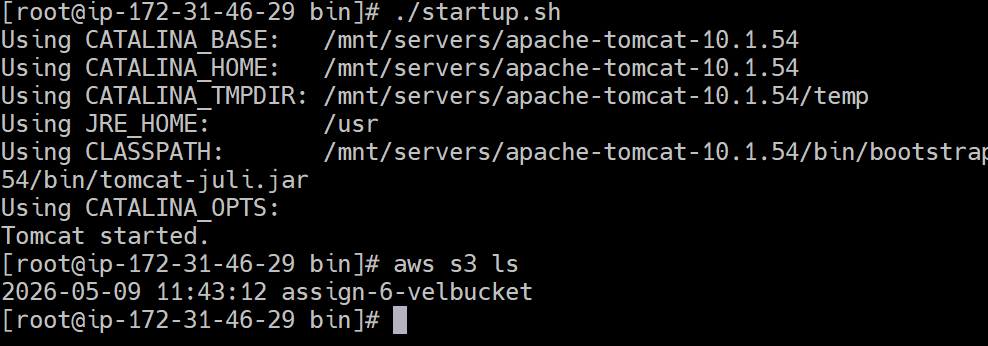 [root@ip-172-31-46-29 bin]# ./startup.sh
Using CATALINA_BASE:   /mnt/servers/apache-tomcat-10.1.54
Using CATALINA_HOME:   /mnt/servers/apache-tomcat-10.1.54
Using CATALINA_TMPDIR: /mnt/servers/apache-tomcat-10.1.54/temp
Using JRE_HOME:        /usr
Using CLASSPATH:       /mnt/servers/apache-tomcat-10.1.54/bin/bootstrap
54/bin/tomcat-juli.jar
Using CATALINA_OPTS:
Tomcat started.
[root@ip-172-31-46-29 bin]# aws s3 ls
2026-05-09 11:43:12 assign-6-velbucket
[root@ip-172-31-46-29 bin]#